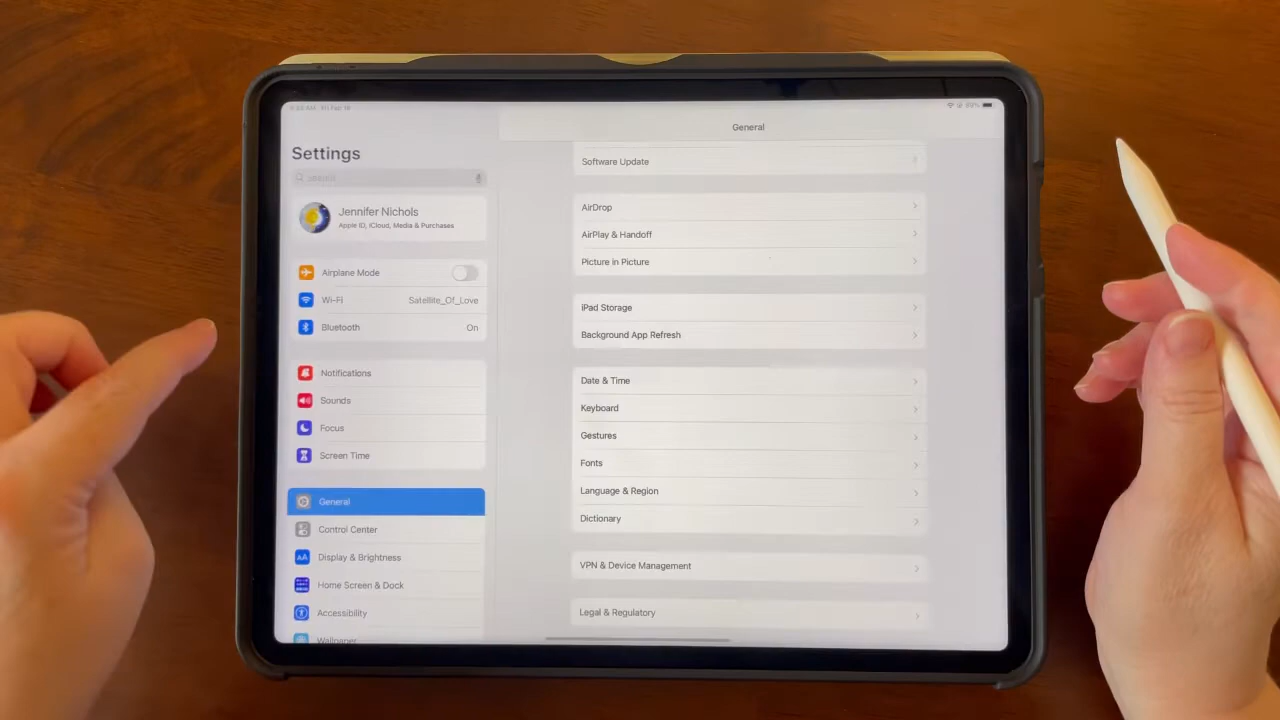 General
Settings
Jennifer Nichols
Apple ID, iCloud, Media & Purchases
Airplane Mode
Wi-Fi Satellite_Of_Love
Bluetooth On
Notifications
Sounds
Focus
Screen Time
General
Control Center
Display & Brightness
Home Screen & Dock
Accessibility
Wallpaper
Software Update
AirDrop
AirPlay & Handoff
Picture in Picture
iPad Storage
Background App Refresh
Date & Time
Keyboard
Gestures
Fonts
Language & Region
Dictionary
VPN & Device Management
Legal & Regulatory